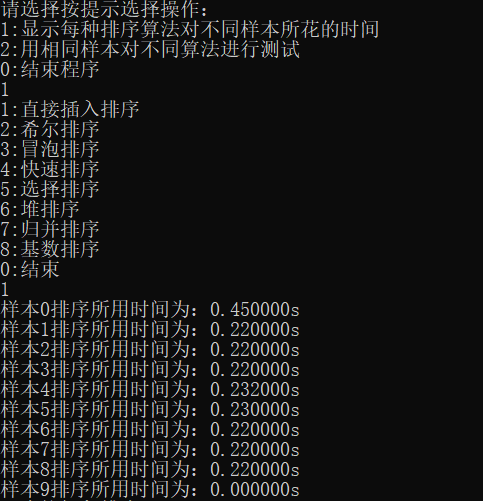 请选择按提示选择操作：
1:显示每种排序算法对不同样本所花的时间
2:用相同样本对不同算法进行测试
0:结束程序
1
1:直接插入排序
2:希尔排序
3:冒泡排序
4:快速排序
5:选择排序
6:堆排序
7:归并排序
8:基数排序
0:结束
1
样本0排序所用时间为：0.450000s
样本1排序所用时间为：0.220000s
样本2排序所用时间为：0.220000s
样本3排序所用时间为：0.220000s
样本4排序所用时间为：0.232000s
样本5排序所用时间为：0.230000s
样本6排序所用时间为：0.220000s
样本7排序所用时间为：0.220000s
样本8排序所用时间为：0.220000s
样本9排序所用时间为：0.000000s